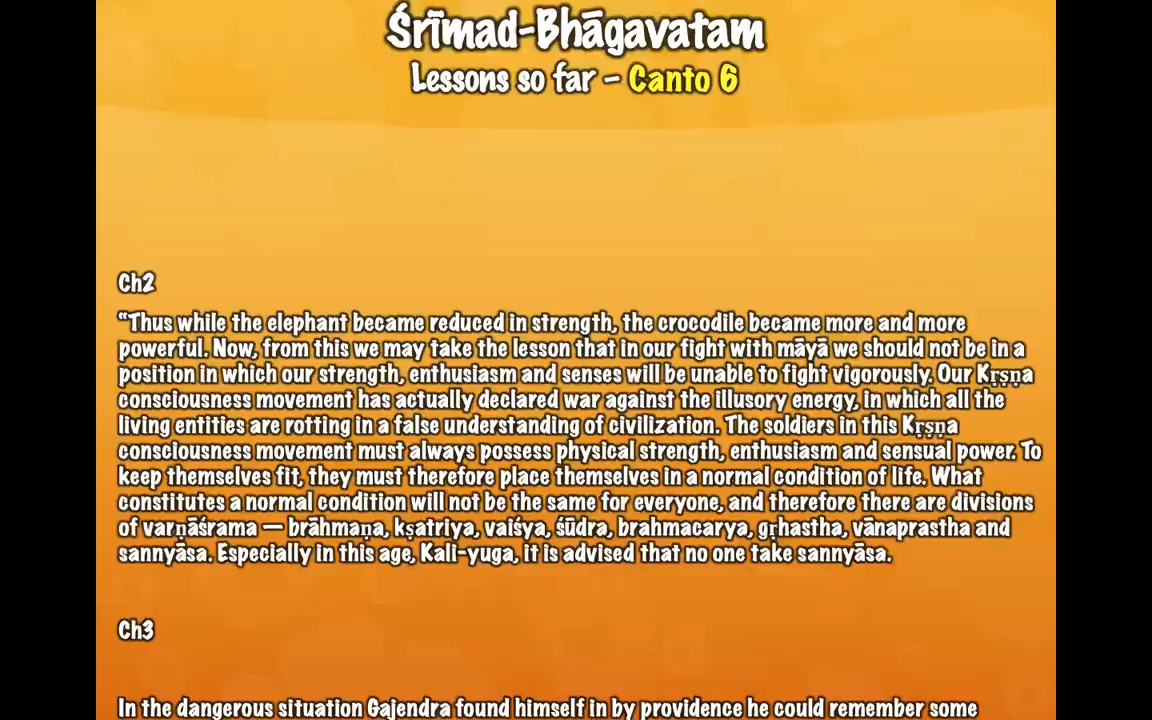 Śrīmad-Bhāgavatam
Lessons so far – Canto 6
Ch2
“Thus while the elephant became reduced in strength, the crocodile became more and more
powerful. Now, from this we may take the lesson that in our fight with māyā we should not be in a
position in which our strength, enthusiasm and senses will be unable to fight vigorously. Our Kṛṣṇa
consciousness movement has actually declared war against the illusory energy, in which all the
living entities are rotting in a false understanding of civilization. The soldiers in this Kṛṣṇa
consciousness movement must always possess physical strength, enthusiasm and sensual power. To
keep themselves fit, they must therefore place themselves in a normal condition of life. What
constitutes a normal condition will not be the same for everyone, and therefore there are divisions
of varṇāśrama — brāhmaṇa, kṣatriya, vaiśya, śūdra, brahmacarya, gṛhastha, vānaprastha and
sannyāsa. Especially in this age, Kali-yuga, it is advised that no one take sannyāsa.
Ch3
In the dangerous situation Gajendra found himself in by providence he could remember some